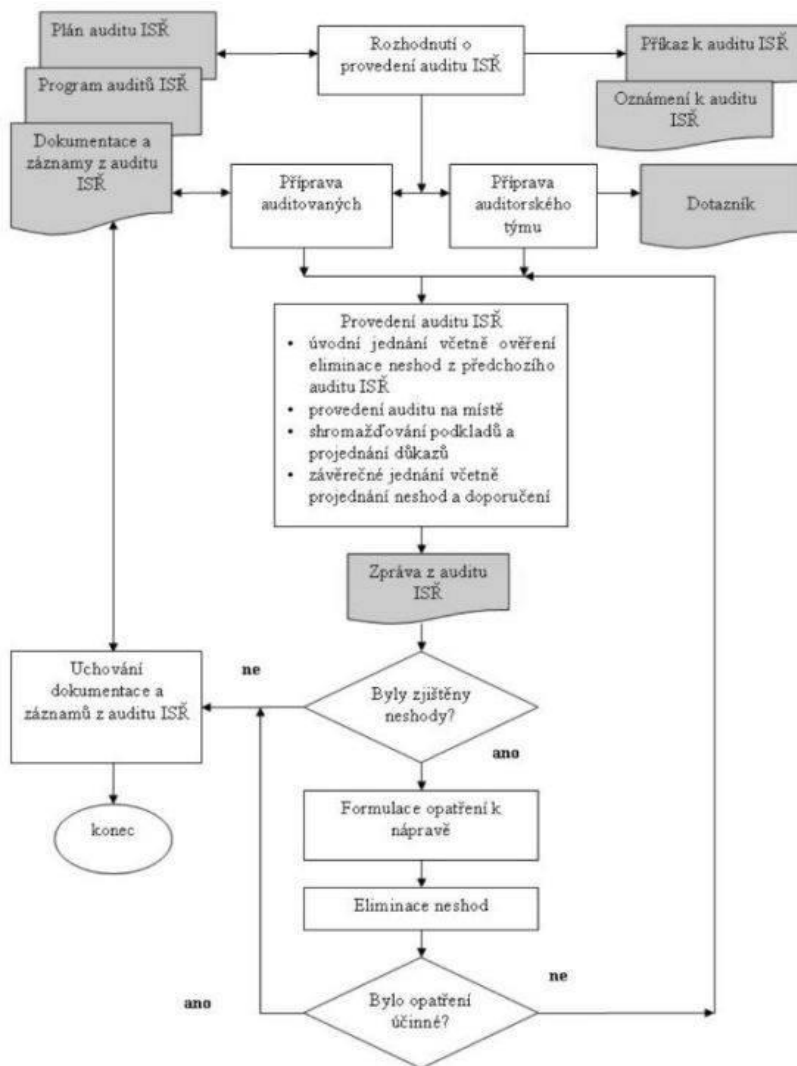 Plán auditu ISŘ
Program auditů ISŘ
Dokumentace a
záznamy z auditu
ISŘ
Rozhodnutí o
provedení auditu
ISŘ
Příkaz k auditu ISŘ
Oznámení k auditu
ISŘ
Příprava
auditovaných
Příprava
auditorského
týmu
Dotazník
Provedení auditu ISŘ
• úvodní jednání včetně ověření
eliminace neshod z předchozího
auditu ISŘ
• provedení auditu na místě
• shromažďování podkladů a
projednání důkazů
• závěrečné jednání včetně
projednání neshod a doporučení
Zpráva z auditu
ISŘ
Uchování
dokumentace a
záznamů z auditu ISŘ
ne
Byly zjištěny
neshody?
ano
konec
Formulace opatření k
nápravě
Eliminace neshod
ano
Bylo opatření
účinné?
ne